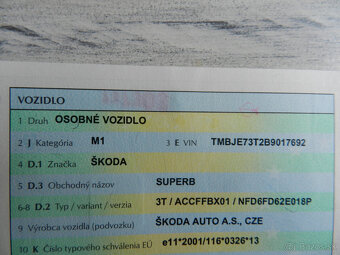 VOZIDLO
1 Druh OSOBNÉ VOZIDLO
2 J Kategória M1 3 E VIN TMBJE73T2B9017692
4 D.1 Značka ŠKODA
5 D.3 Obchodný názov SUPERB
6-8 D.2 Typ / variant / verzia 3T / ACCFFBX01 / NFD6FD62E018P
9 Výrobca vozidla (podvozku) ŠKODA AUTO A.S., CZE
10 K Číslo typového schválenia EÚ e11*2001/116*0326*13